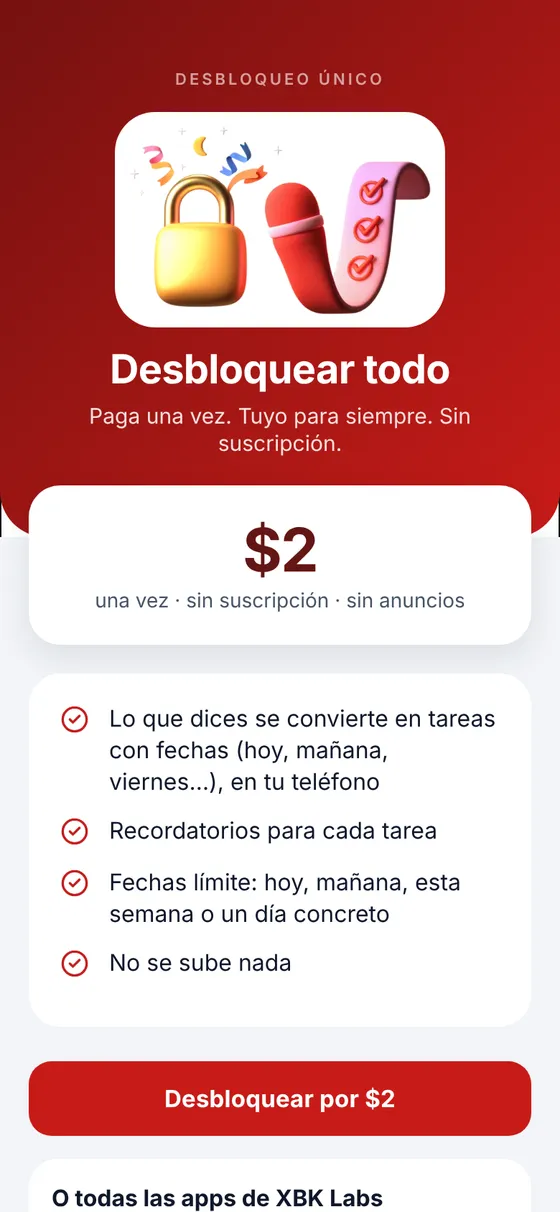 DESBLOQUEO ÚNICO
Desbloquear todo
Paga una vez. Tuyo para siempre. Sin
suscripción.
$2
una vez · sin suscripción · sin anuncios
Lo que dices se convierte en tareas
con fechas (hoy, mañana,
viernes…), en tu teléfono
Recordatorios para cada tarea
Fechas límite: hoy, mañana, esta
semana o un día concreto
No se sube nada
Desbloquear por $2
O todas las apps de XBK Labs